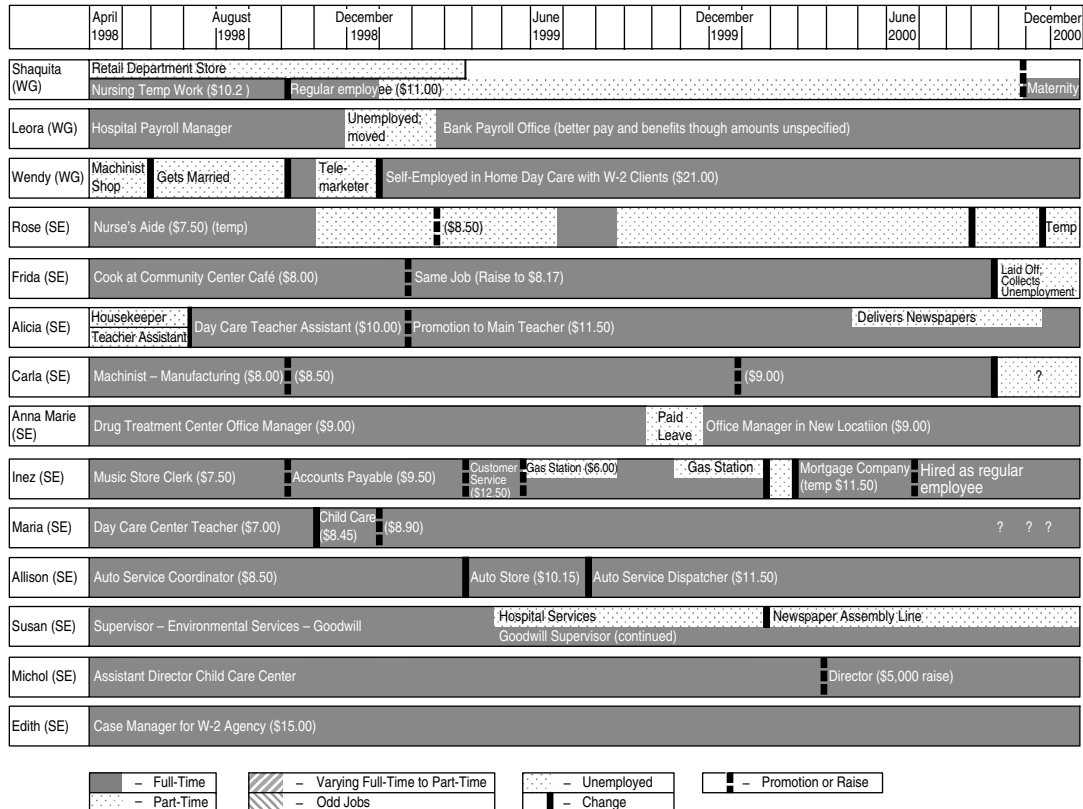 April August December June December June December
1998 1998 1998 1999 1999 2000 2000
Shaquita
(WG)
Retail Department Store
Nursing Temp Work ($10.2 )
Regular employee ($11.00)
Maternity
Leora (WG)
Hospital Payroll Manager
Unemployed;
moved
Bank Payroll Office (better pay and benefits though amounts unspecified)
Wendy (WG)
Machinist
Shop
Gets Married
Tele-
marketer
Self-Employed in Home Day Care with W-2 Clients ($21.00)
Rose (SE)
Nurse's Aide ($7.50) (temp)
($8.50)
Temp
Frida (SE)
Cook at Community Center Café ($8.00)
Same Job (Raise to $8.17)
Laid Off;
Collects
Unemployment
Alicia (SE)
Housekeeper
Teacher Assistant
Day Care Teacher Assistant ($10.00)
Promotion to Main Teacher ($11.50)
Delivers Newspapers
Carla (SE)
Machinist – Manufacturing ($8.00)
($8.50)
($9.00)
?
Anna Marie
(SE)
Drug Treatment Center Office Manager ($9.00)
Paid
Leave
Office Manager in New Locatiion ($9.00)
Inez (SE)
Music Store Clerk ($7.50)
Accounts Payable ($9.50)
Customer
Service
($12.50)
Gas Station ($6.00)
Gas Station
Mortgage Company
(temp $11.50)
Hired as regular
employee
Maria (SE)
Day Care Center Teacher ($7.00)
Child Care
($8.45)
($8.90)
? ? ?
Allison (SE)
Auto Service Coordinator ($8.50)
Auto Store ($10.15)
Auto Service Dispatcher ($11.50)
Susan (SE)
Supervisor – Environmental Services – Goodwill
Hospital Services
Goodwill Supervisor (continued)
Newspaper Assembly Line
Michol (SE)
Assistant Director Child Care Center
Director ($5,000 raise)
Edith (SE)
Case Manager for W-2 Agency ($15.00)
– Full-Time
– Part-Time
– Varying Full-Time to Part-Time
– Odd Jobs
– Unemployed
– Change
– Promotion or Raise